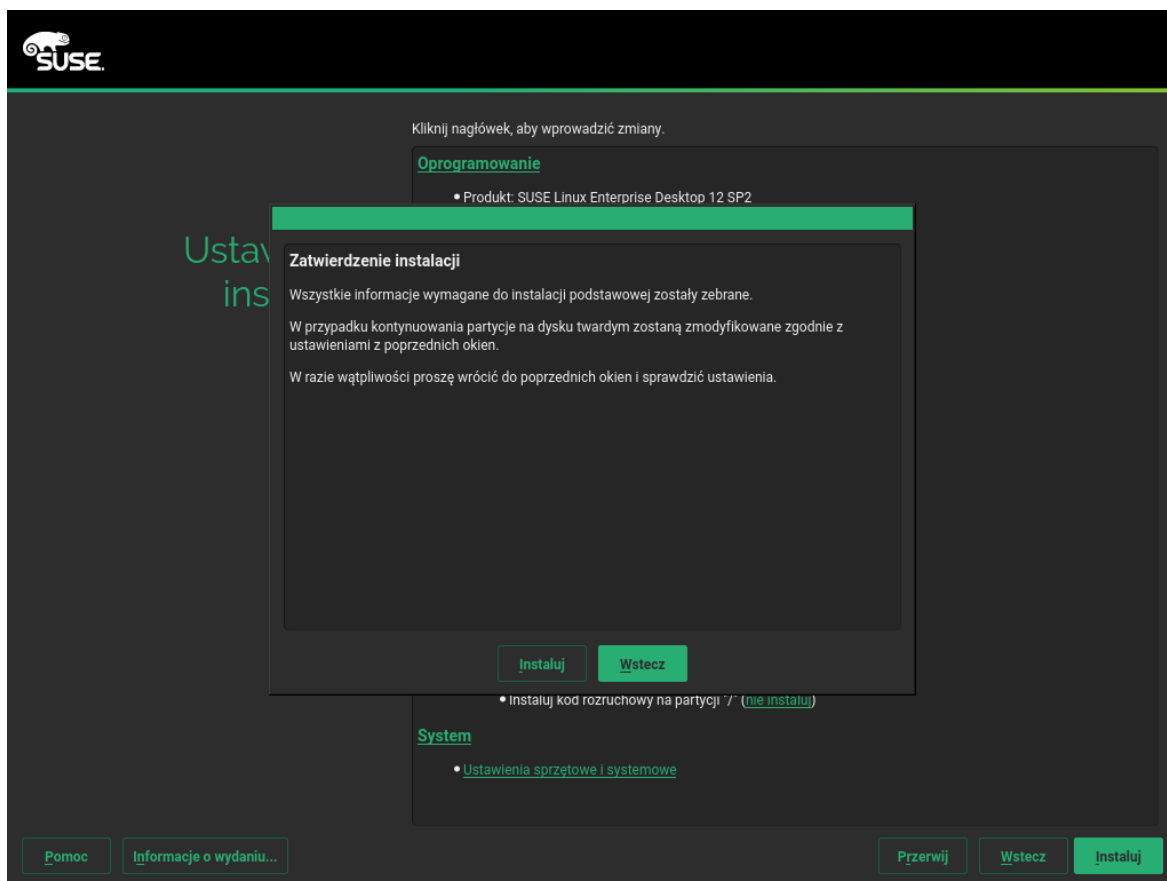 SUSE.
Kliknij nagłówek, aby wprowadzić zmiany.
Oprogramowanie
• Produkt: SUSE Linux Enterprise Desktop 12 SP2
Zatwierdzenie instalacji
Wszystkie informacje wymagane do instalacji podstawowej zostały zebrane.
W przypadku kontynuowania partycje na dysku twardym zostaną zmodyfikowane zgodnie z
ustawieniami z poprzednich okien.
W razie wątpliwości proszę wrócić do poprzednich okien i sprawdzić ustawienia.
Instaluj Wstecz
• Instaluj kod rozruchowy na partycji "/" (nie instaluj)
System
• Ustawienia sprzętowe i systemowe
Pomoc Informacje o wydaniu... Przerwij Wstecz Instaluj